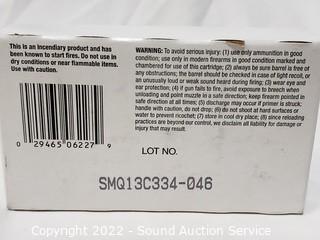 This is an Incendiary product and has
been known to start fires. Do not use in
dry conditions or near flammable items.
Use with caution.
WARNING: To avoid serious injury: (1) use only ammunition in good
condition; use only in modern firearms in good condition marked and
chambered for use of this cartridge; (2) always be sure barrel is free of
any obstructions; the barrel should be checked in case of light recoil, or
an unusually loud or weak sound heard during firing; (3) wear eye and
ear protection; (4) if gun fails to fire, avoid exposure to breech when
unloading and point muzzle in a safe direction; keep firearm pointed in
safe direction at all times; (5) discharge may occur if primer is struck;
handle with caution, do not drop; (6) do not shoot at hard surfaces or
water to prevent ricochet; (7) store in cool dry place; (8) since reloading
practices are beyond our control, we disclaim all liability for damage or
injury that may result.
0 29465 06227 9
LOT NO.
SMQ13C334-046
Copyright - 2022 - Sound Auction Service